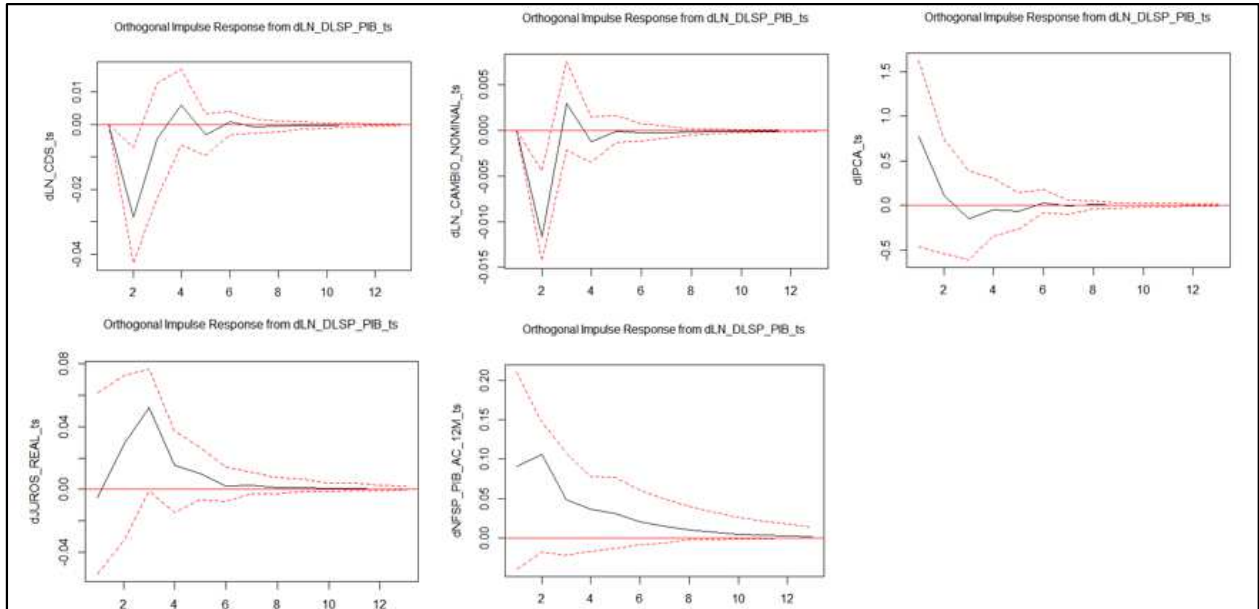 Orthogonal Impulse Response from dLN_DLSP_PIB_ts
dLN_CDS_ts
0.01
0.00
-0.02
-0.04
2 4 6 8 10 12
Orthogonal Impulse Response from dLN_DLSP_PIB_ts
dLN_CAMBIO_NOMINAL_ts
0.005
0.000
-0.005
-0.010
-0.015
2 4 6 8 10 12
Orthogonal Impulse Response from dLN_DLSP_PIB_ts
dIPCA_ts
1.5
1.0
0.5
0.0
-0.5
2 4 6 8 10 12
Orthogonal Impulse Response from dLN_DLSP_PIB_ts
dJUROS_REAL_ts
0.08
0.04
0.00
-0.04
2 4 6 8 10 12
Orthogonal Impulse Response from dLN_DLSP_PIB_ts
dNFSP_PIB_AC_12M_ts
0.20
0.15
0.10
0.05
0.00
2 4 6 8 10 12